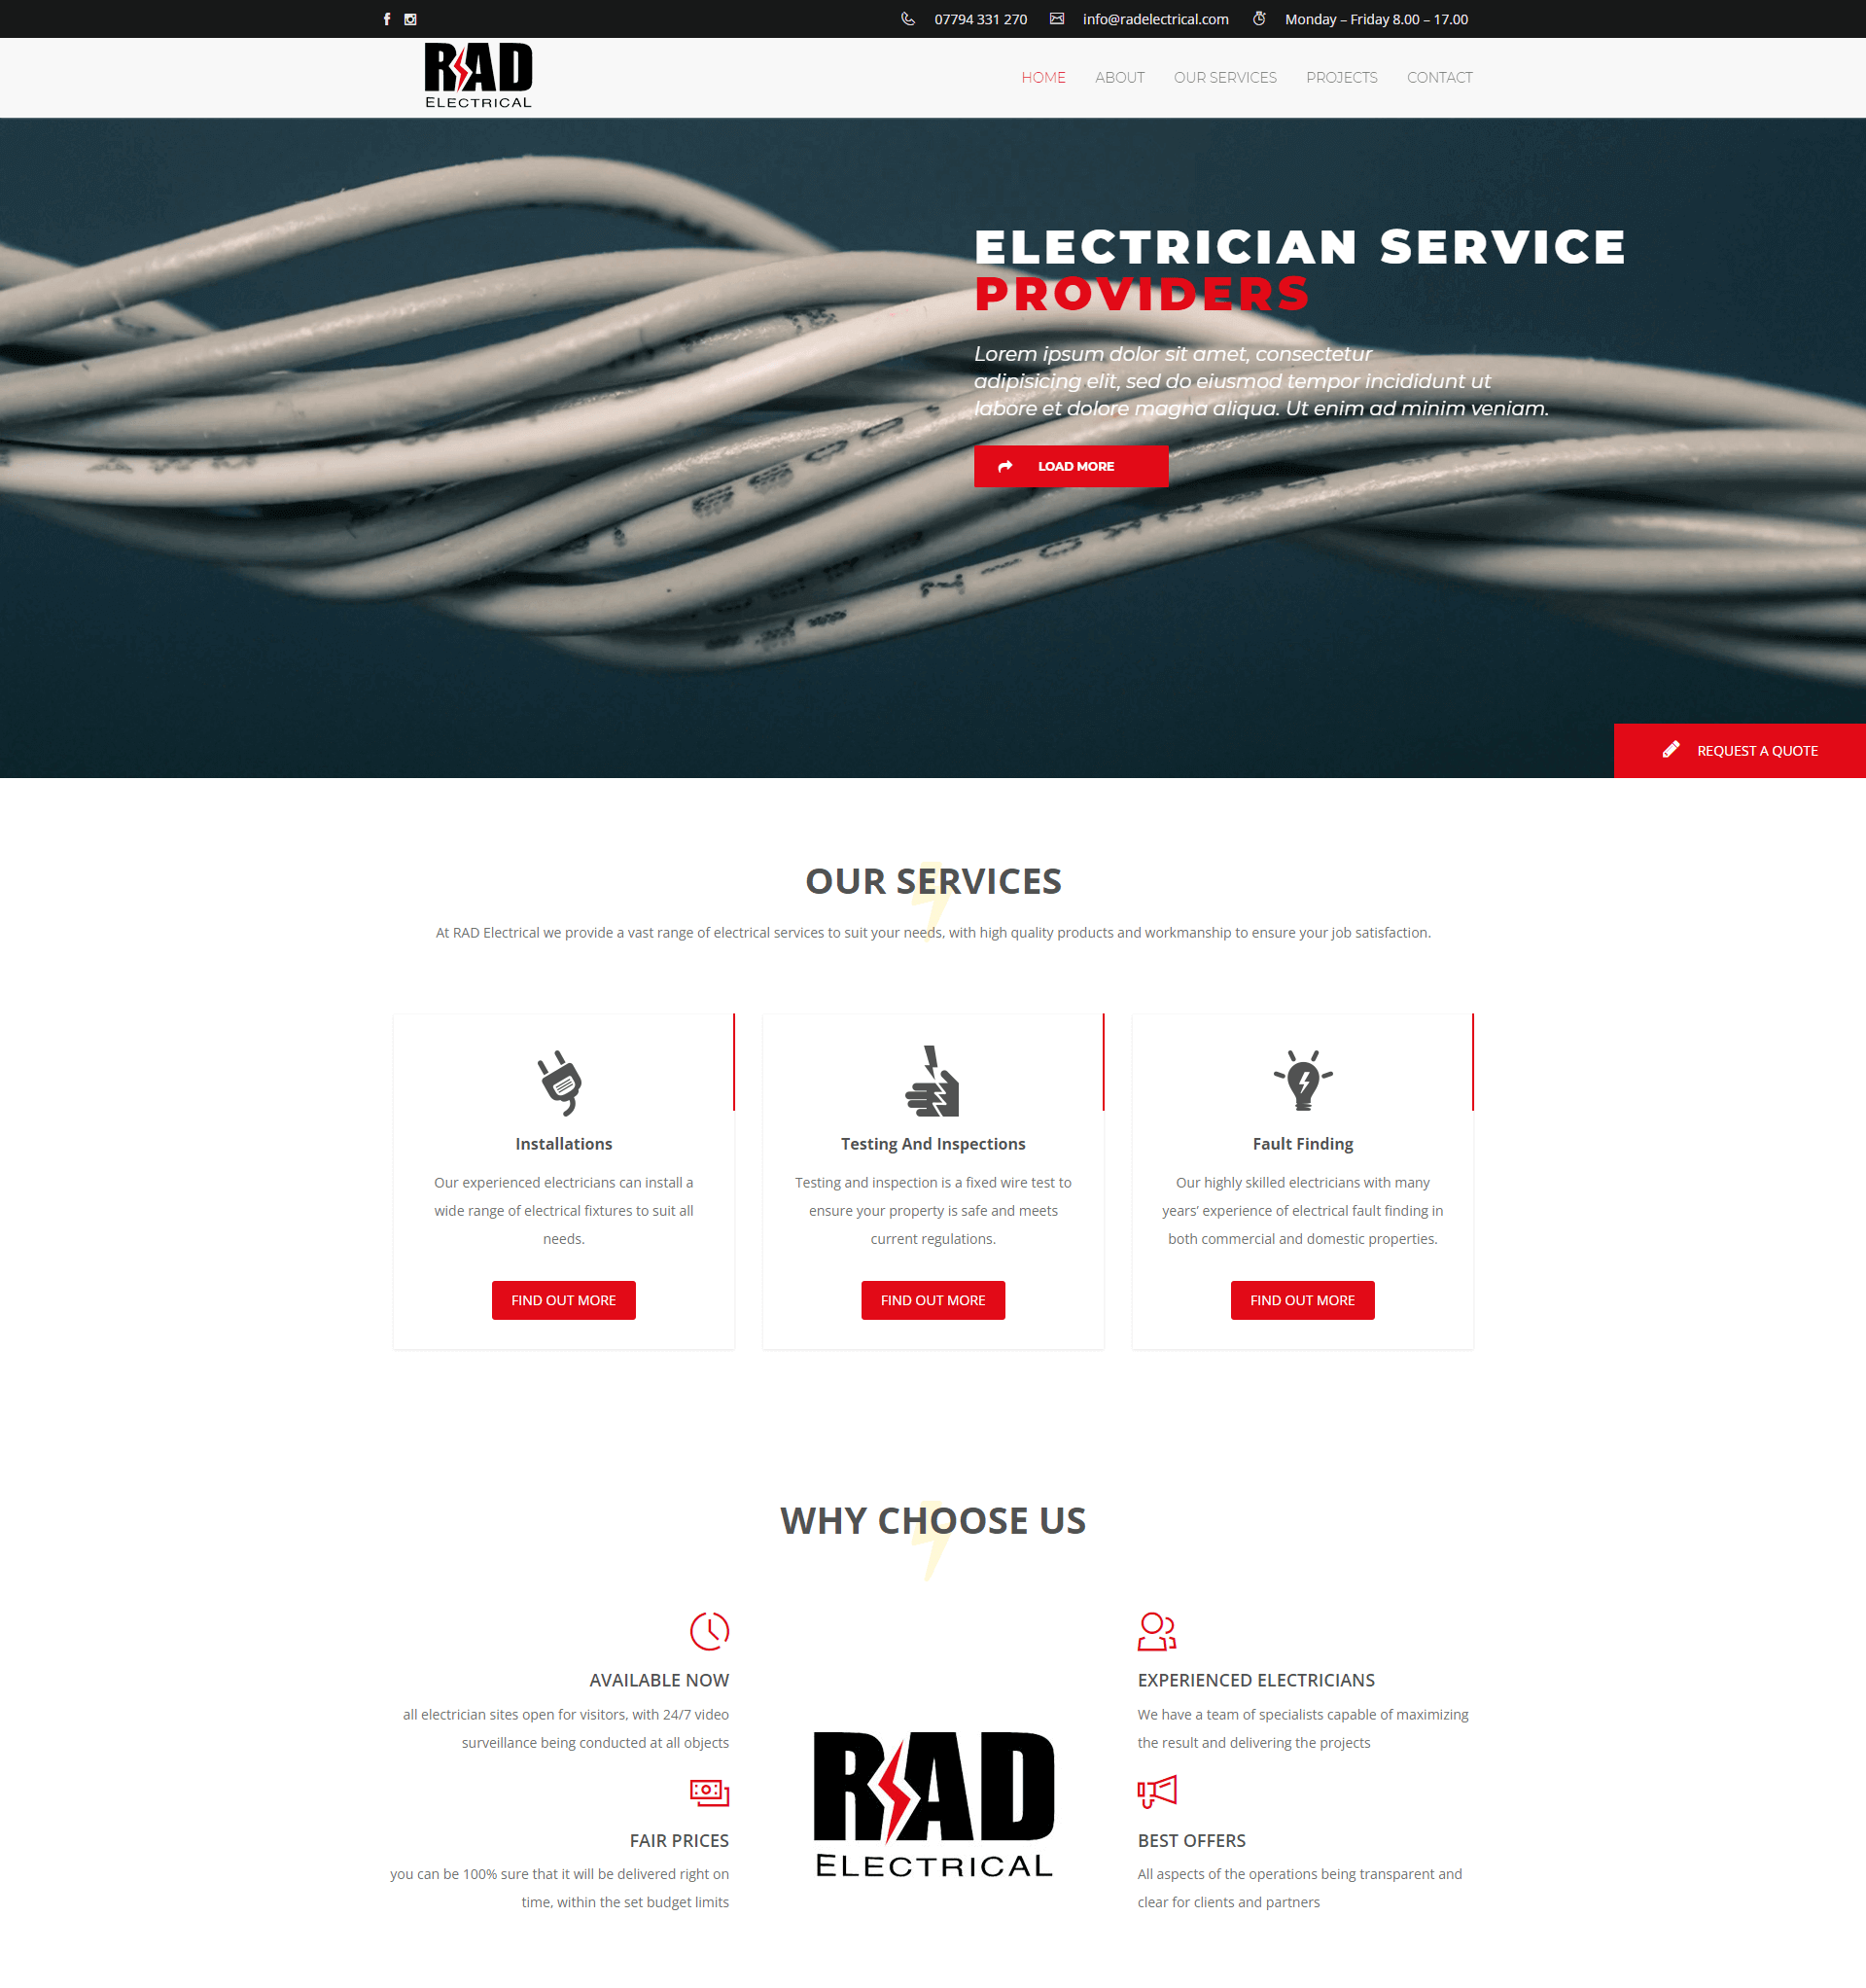 07794 331 270 info@radelectrical.com Monday – Friday 8.00 – 17.00
RAD
ELECTRICAL
HOME ABOUT OUR SERVICES PROJECTS CONTACT
ELECTRICIAN SERVICE
PROVIDERS
Lorem ipsum dolor sit amet, consectetur
adipisicing elit, sed do eiusmod tempor incididunt ut
labore et dolore magna aliqua. Ut enim ad minim veniam.
LOAD MORE
REQUEST A QUOTE
OUR SERVICES
At RAD Electrical we provide a vast range of electrical services to suit your needs, with high quality products and workmanship to ensure your job satisfaction.
Installations
Our experienced electricians can install a
wide range of electrical fixtures to suit all
needs.
FIND OUT MORE
Testing And Inspections
Testing and inspection is a fixed wire test to
ensure your property is safe and meets
current regulations.
FIND OUT MORE
Fault Finding
Our highly skilled electricians with many
years’ experience of electrical fault finding in
both commercial and domestic properties.
FIND OUT MORE
WHY CHOOSE US
AVAILABLE NOW
all electrician sites open for visitors, with 24/7 video
surveillance being conducted at all objects
FAIR PRICES
you can be 100% sure that it will be delivered right on
time, within the set budget limits
RAD
ELECTRICAL
EXPERIENCED ELECTRICIANS
We have a team of specialists capable of maximizing
the result and delivering the projects
BEST OFFERS
All aspects of the operations being transparent and
clear for clients and partners